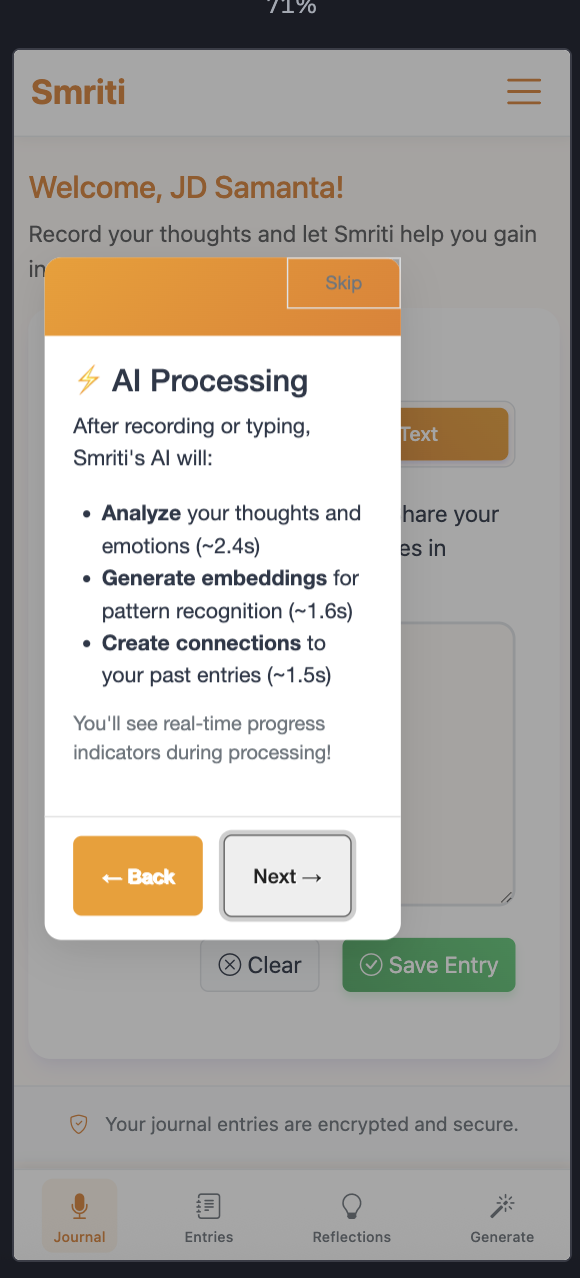 71%
Smriti
Welcome, JD Samanta!
Record your thoughts and let Smriti help you gain
in
Skip
⚡ AI Processing
After recording or typing,
Smriti's AI will:
• Analyze your thoughts and
emotions (~2.4s)
• Generate embeddings for
pattern recognition (~1.6s)
• Create connections to
your past entries (~1.5s)
You'll see real-time progress
indicators during processing!
← Back
Next →
Text
hare your
es in
Clear
Save Entry
Your journal entries are encrypted and secure.
Journal
Entries
Reflections
Generate